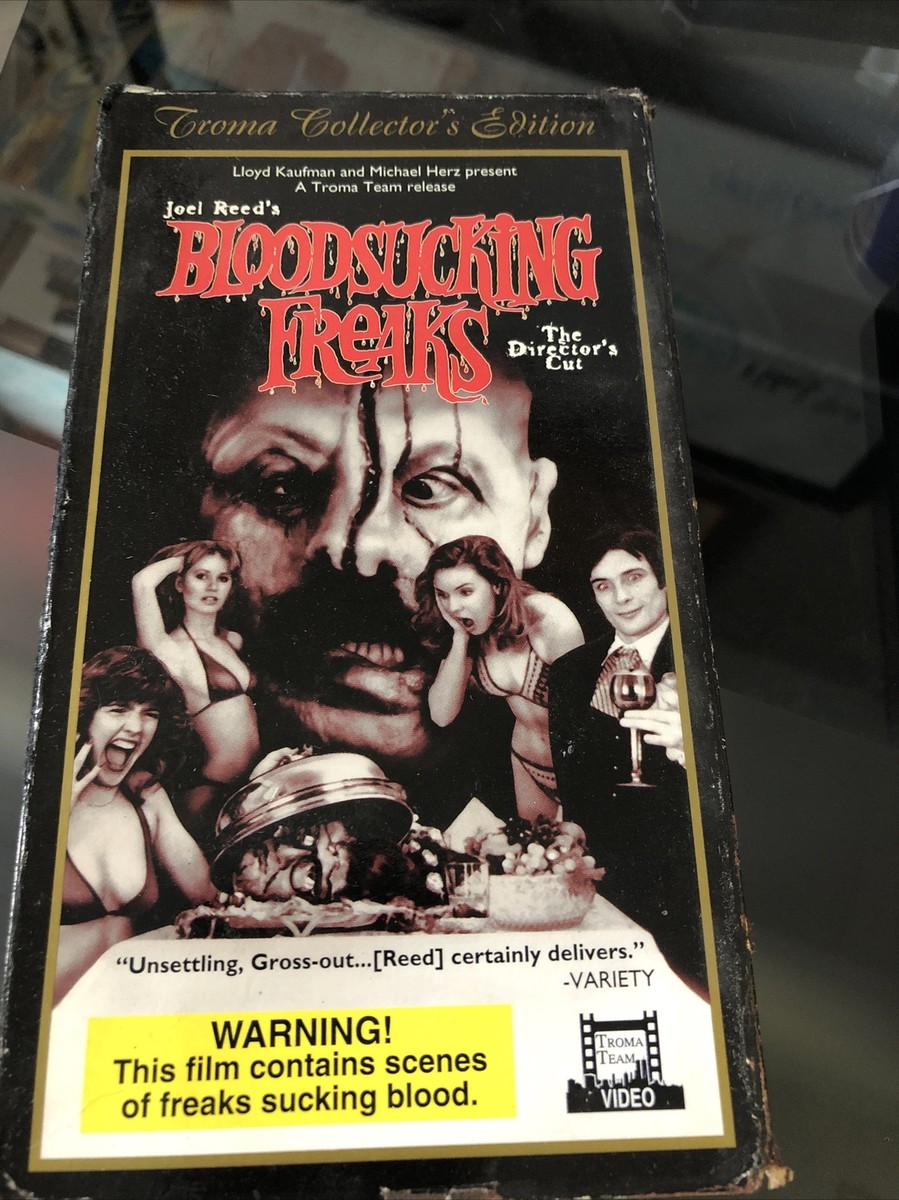 Troma Collector's Edition
Lloyd Kaufman and Michael Herz present
A Troma Team release
Joel Reed's
BLOODSUCKING
FREAKS
The
Director's
Cut
"Unsettling, Gross-out...[Reed] certainly delivers."
-VARIETY
WARNING!
This film contains scenes
of freaks sucking blood.
TROMA
TEAM
VIDEO